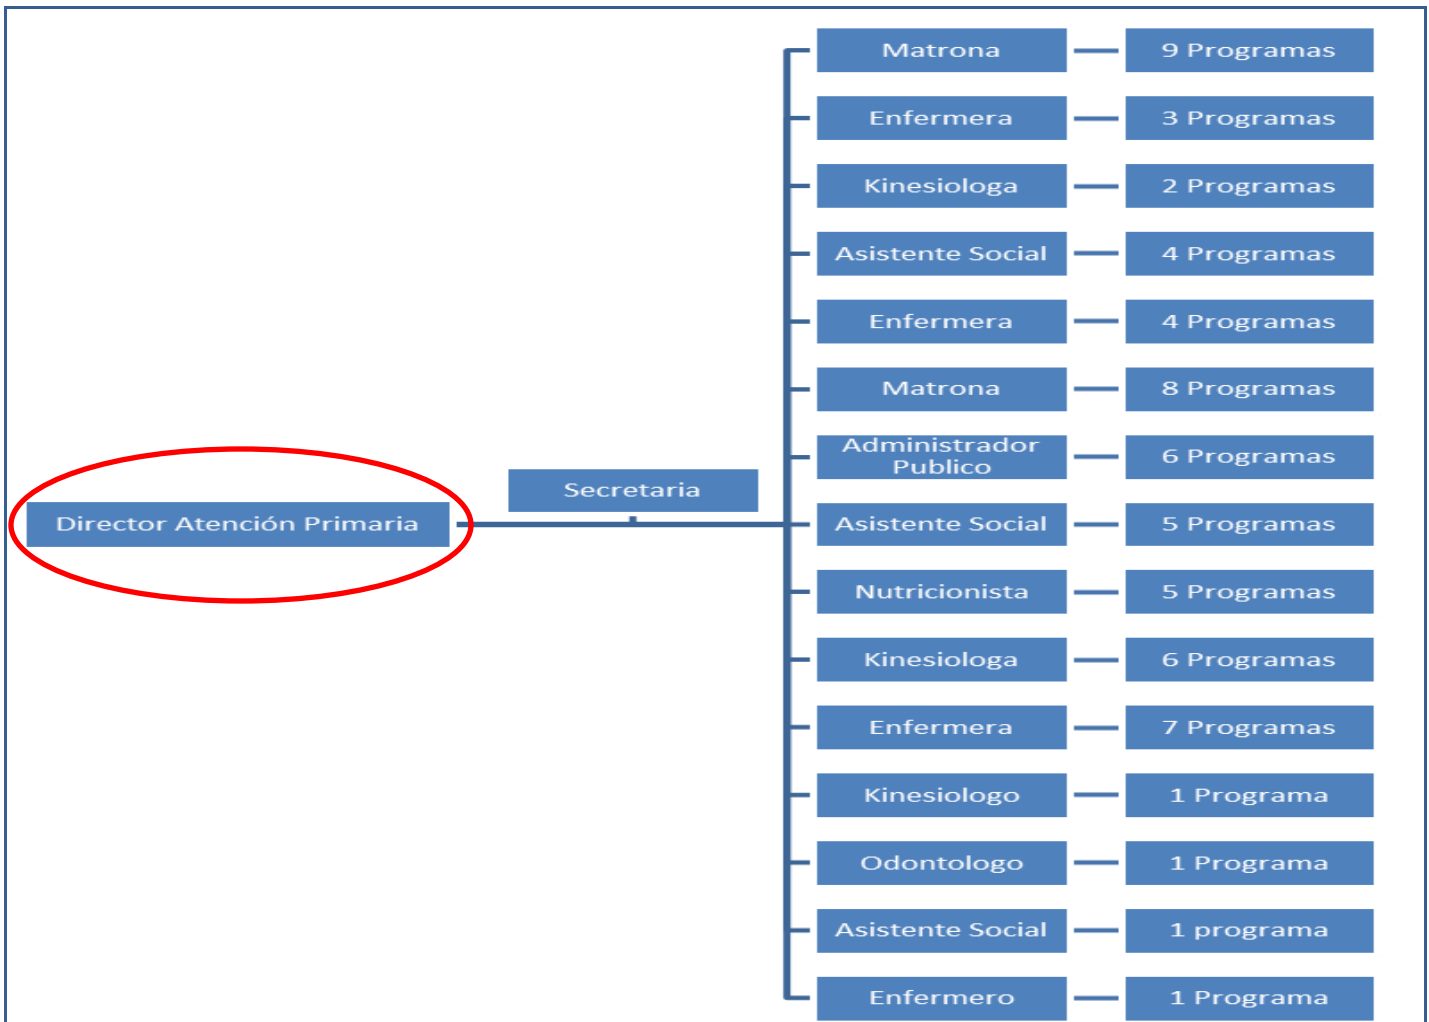 Matrona
9 Programas
Enfermera
3 Programas
Kinesiologa
2 Programas
Asistente Social
4 Programas
Enfermera
4 Programas
Matrona
8 Programas
Administrador
Publico
6 Programas
Secretaria
Director Atención Primaria
Asistente Social
5 Programas
Nutricionista
5 Programas
Kinesiologa
6 Programas
Enfermera
7 Programas
Kinesiologo
1 Programa
Odontologo
1 Programa
Asistente Social
1 programa
Enfermero
1 Programa